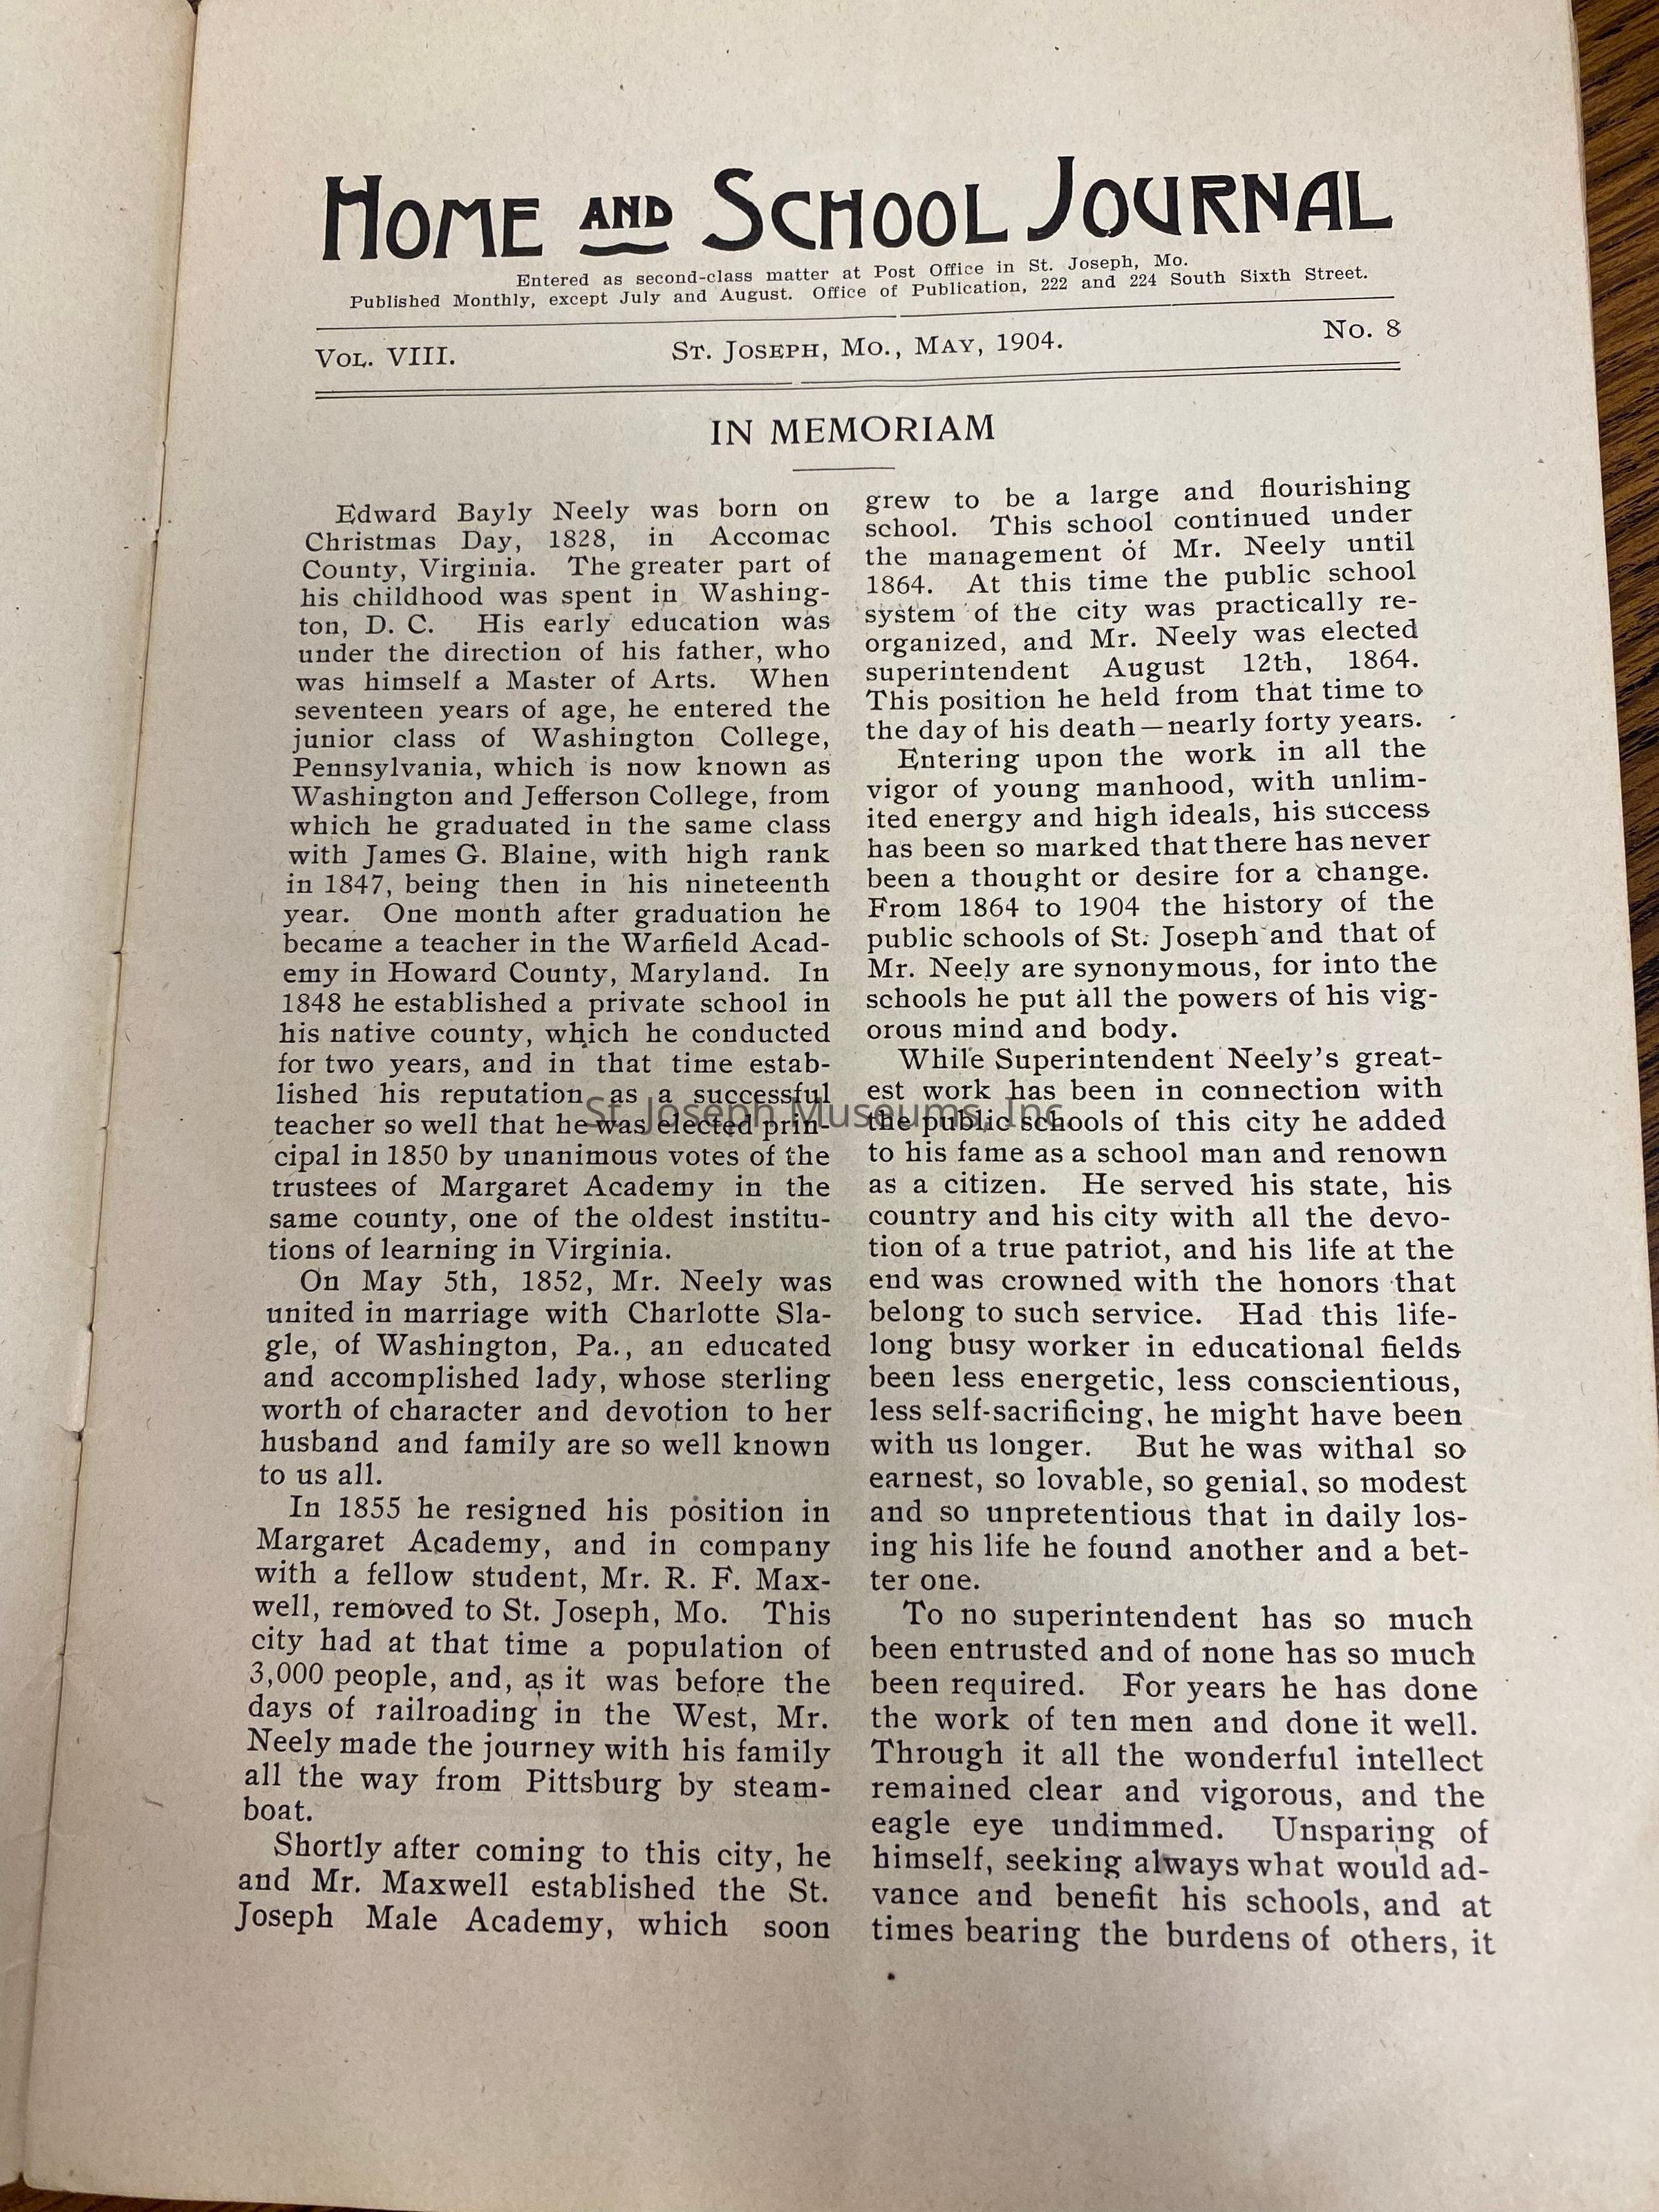 HOME AND SCHOOL JOURNAL
Entered as second-class matter at Post Office in St. Joseph, Mo.
Published Monthly, except July and August. Office of Publication, 222 and 224 South Sixth Street.
VOL. VIII. ST. JOSEPH, MO., MAY, 1904. No. 8
IN MEMORIAM
Edward Bayly Neely was born on
Christmas Day, 1828, in Accomac
County, Virginia. The greater part of
his childhood was spent in Washing-
ton, D. C. His early education was
under the direction of his father, who
was himself a Master of Arts. When
seventeen years of age, he entered the
junior class of Washington College,
Pennsylvania, which is now known as
Washington and Jefferson College, from
which he graduated in the same class
with James G. Blaine, with high rank
in 1847, being then in his nineteenth
year. One month after graduation he
became a teacher in the Warfield Acad-
emy in Howard County, Maryland. In
1848 he established a private school in
his native county, which he conducted
for two years, and in that time estab-
lished his reputation as a successful
teacher so well that he was elected prin-
cipal in 1850 by unanimous votes of the
trustees of Margaret Academy in the
same county, one of the oldest institu-
tions of learning in Virginia.
On May 5th, 1852, Mr. Neely was
united in marriage with Charlotte Sla-
gle, of Washington, Pa., an educated
and accomplished lady, whose sterling
worth of character and devotion to her
husband and family are so well known
to us all.
In 1855 he resigned his position in
Margaret Academy, and in company
with a fellow student, Mr. R. F. Max-
well, removed to St. Joseph, Mo. This
city had at that time a population of
3,000 people, and, as it was before the
days of railroading in the West, Mr.
Neely made the journey with his family
all the way from Pittsburg by steam-
boat.
Shortly after coming to this city, he
and Mr. Maxwell established the St.
Joseph Male Academy, which soon
grew to be a large and flourishing
school. This school continued under
the management of Mr. Neely until
1864. At this time the public school
system of the city was practically re-
organized, and Mr. Neely was elected
superintendent August 12th, 1864.
This position he held from that time to
the day of his death—nearly forty years.
Entering upon the work in all the
vigor of young manhood, with unlim-
ited energy and high ideals, his success
has been so marked that there has never
been a thought or desire for a change.
From 1864 to 1904 the history of the
public schools of St. Joseph and that of
Mr. Neely are synonymous, for into the
schools he put all the powers of his vig-
orous mind and body.
While Superintendent Neely's great-
est work has been in connection with
the public schools of this city he added
to his fame as a school man and renown
as a citizen. He served his state, his
country and his city with all the devo-
tion of a true patriot, and his life at the
end was crowned with the honors that
belong to such service. Had this life-
long busy worker in educational fields
been less energetic, less conscientious,
less self-sacrificing, he might have been
with us longer. But he was withal so
earnest, so lovable, so genial, so modest
and so unpretentious that in daily los-
ing his life he found another and a bet-
ter one.
To no superintendent has so much
been entrusted and of none has so much
been required. For years he has done
the work of ten men and done it well.
Through it all the wonderful intellect
remained clear and vigorous, and the
eagle eye undimmed. Unsparing of
himself, seeking always what would ad-
vance and benefit his schools, and at
times bearing the burdens of others, it
St. Joseph Museums, Inc.